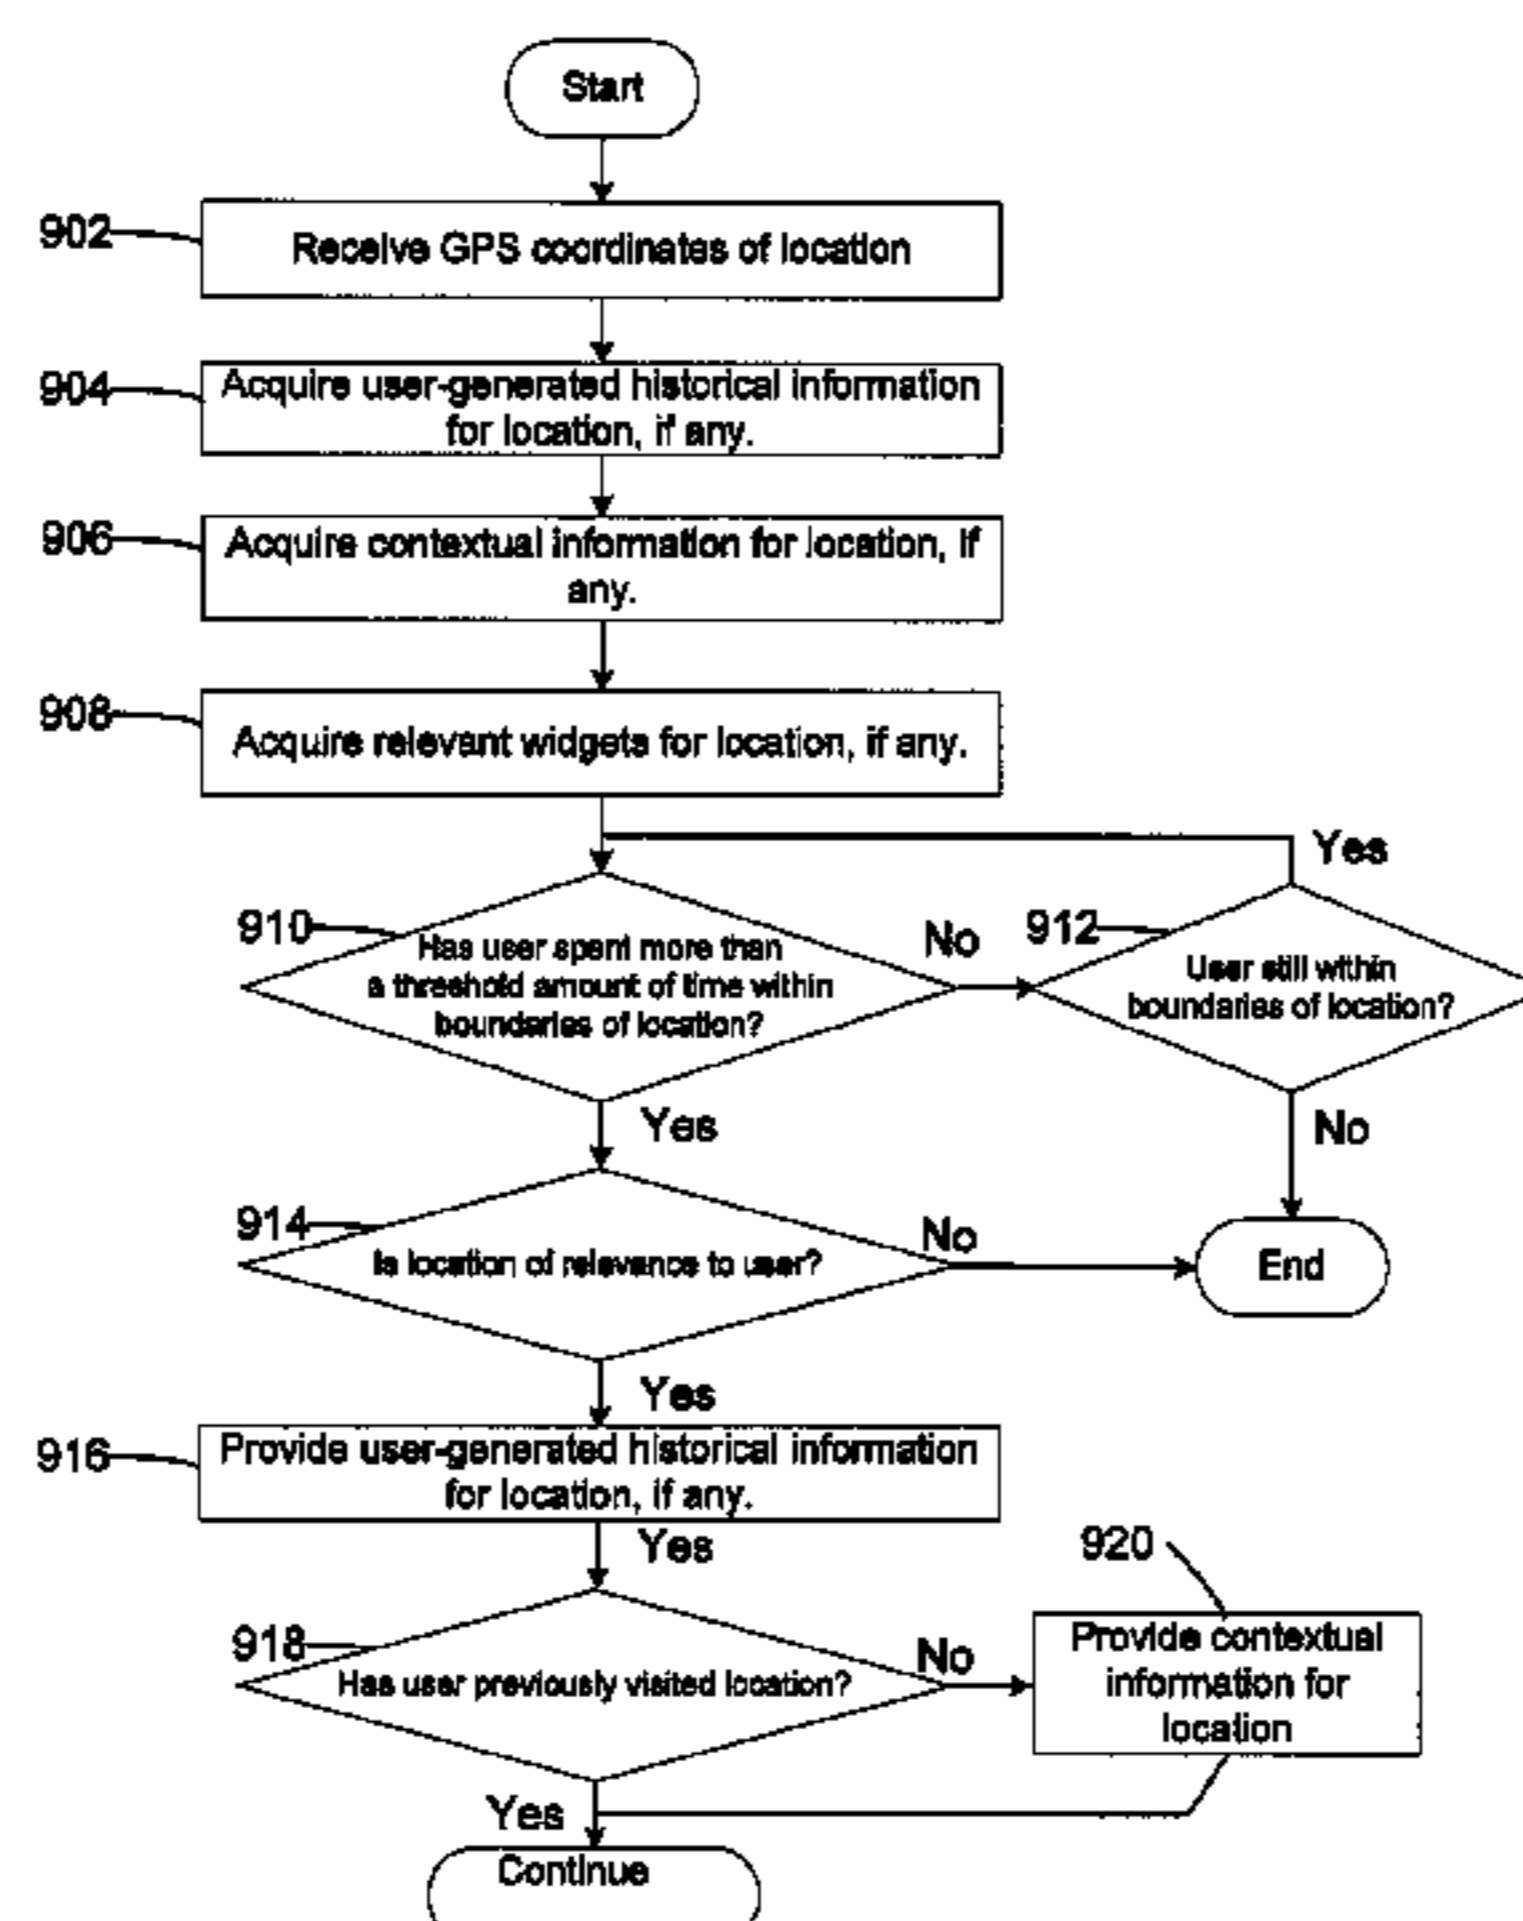 Start
902
Receive GPS coordinates of location
904
Acquire user-generated historical information
for location, if any.
906
Acquire contextual information for location, if
any.
908
Acquire relevant widgets for location, if any.
Yes
910
Has user spent more than
a threshold amount of time within
boundaries of location?
No
912
User still within
boundaries of location?
Yes
No
914
Is location of relevance to user?
No
End
Yes
916
Provide user-generated historical information
for location, if any.
Yes
920
918
Has user previously visited location?
No
Provide contextual
information for
location
Yes
Continue